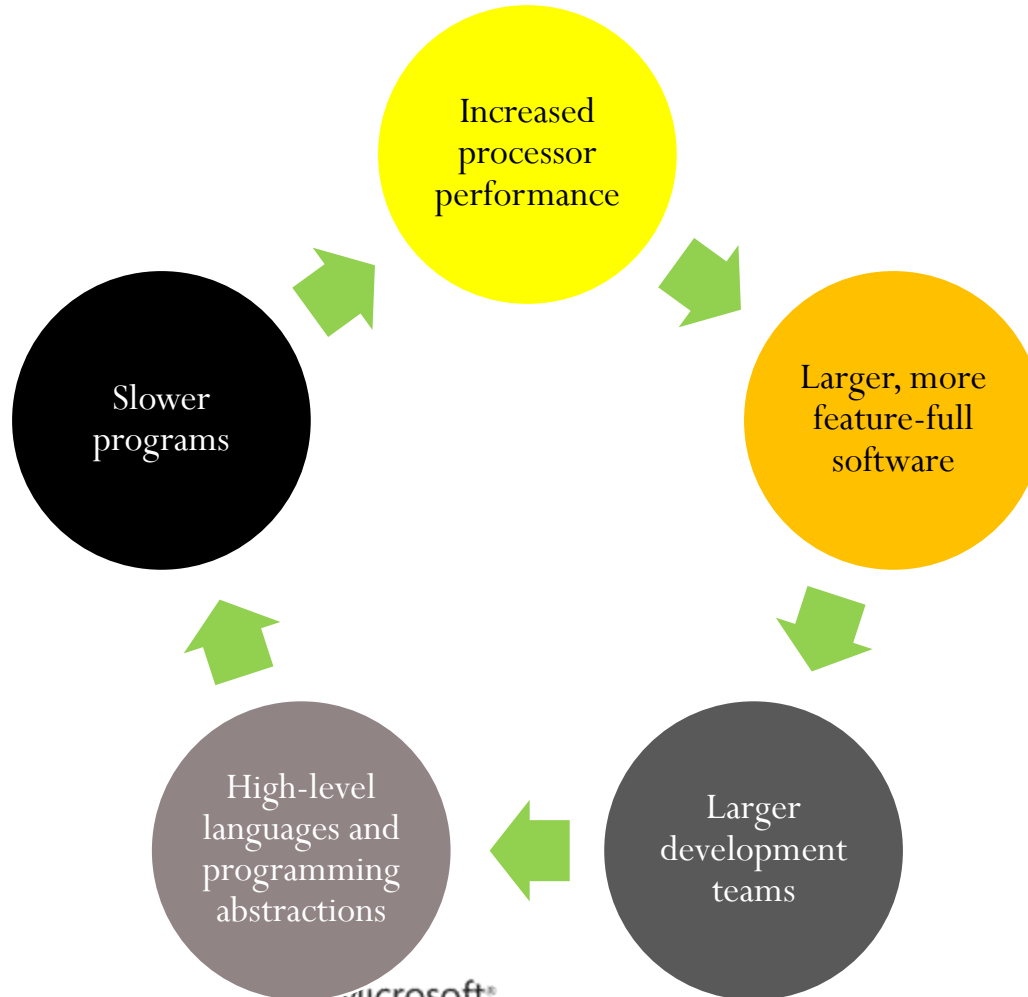 Increased
processor
performance
Larger, more
feature-full
software
Larger
development
teams
High-level
languages and
programming
abstractions
Slower
programs
Microsoft®